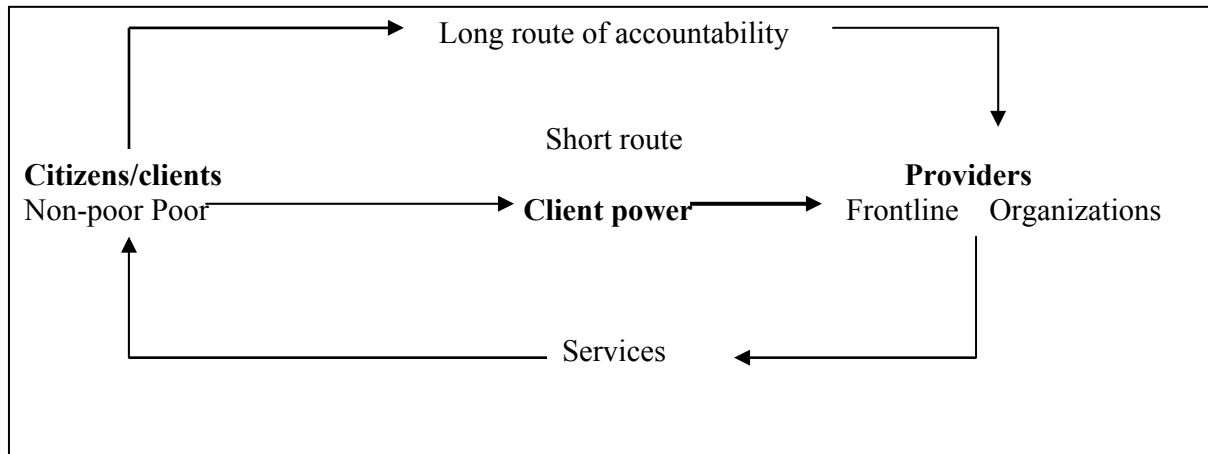 Long route of accountability
Short route
Citizens/clients
Providers
Non-poor Poor
Client power
Frontline Organizations
Services